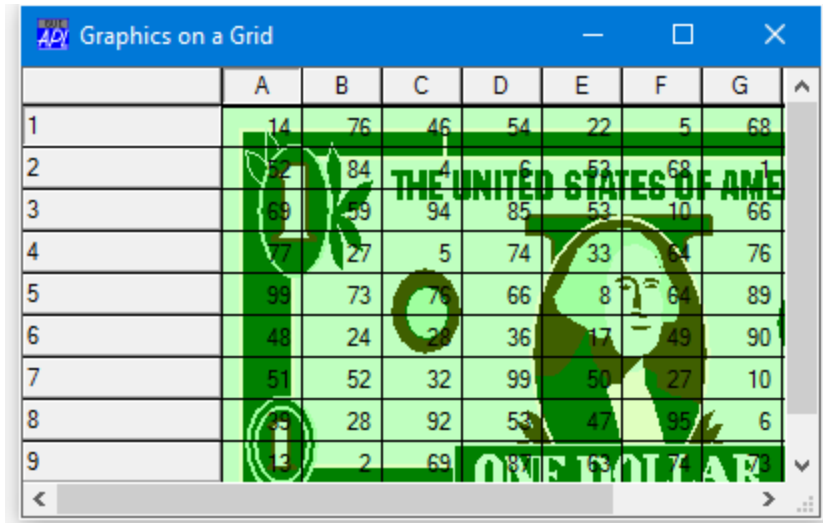 GUI APL Graphics on a Grid
A B C D E F G
1 14 76 46 54 22 5 68
2 52 84 4 6 53 68 1
THE UNITED STATES OF AME
3 69 59 94 85 53 10 66
4 77 27 5 74 33 64 76
5 99 73 76 66 8 64 89
6 48 24 28 36 17 49 90
7 51 52 32 99 50 27 10
8 39 28 92 53 47 95 6
9 13 2 69 87 63 74 73
1
1
ONE DOLLAR